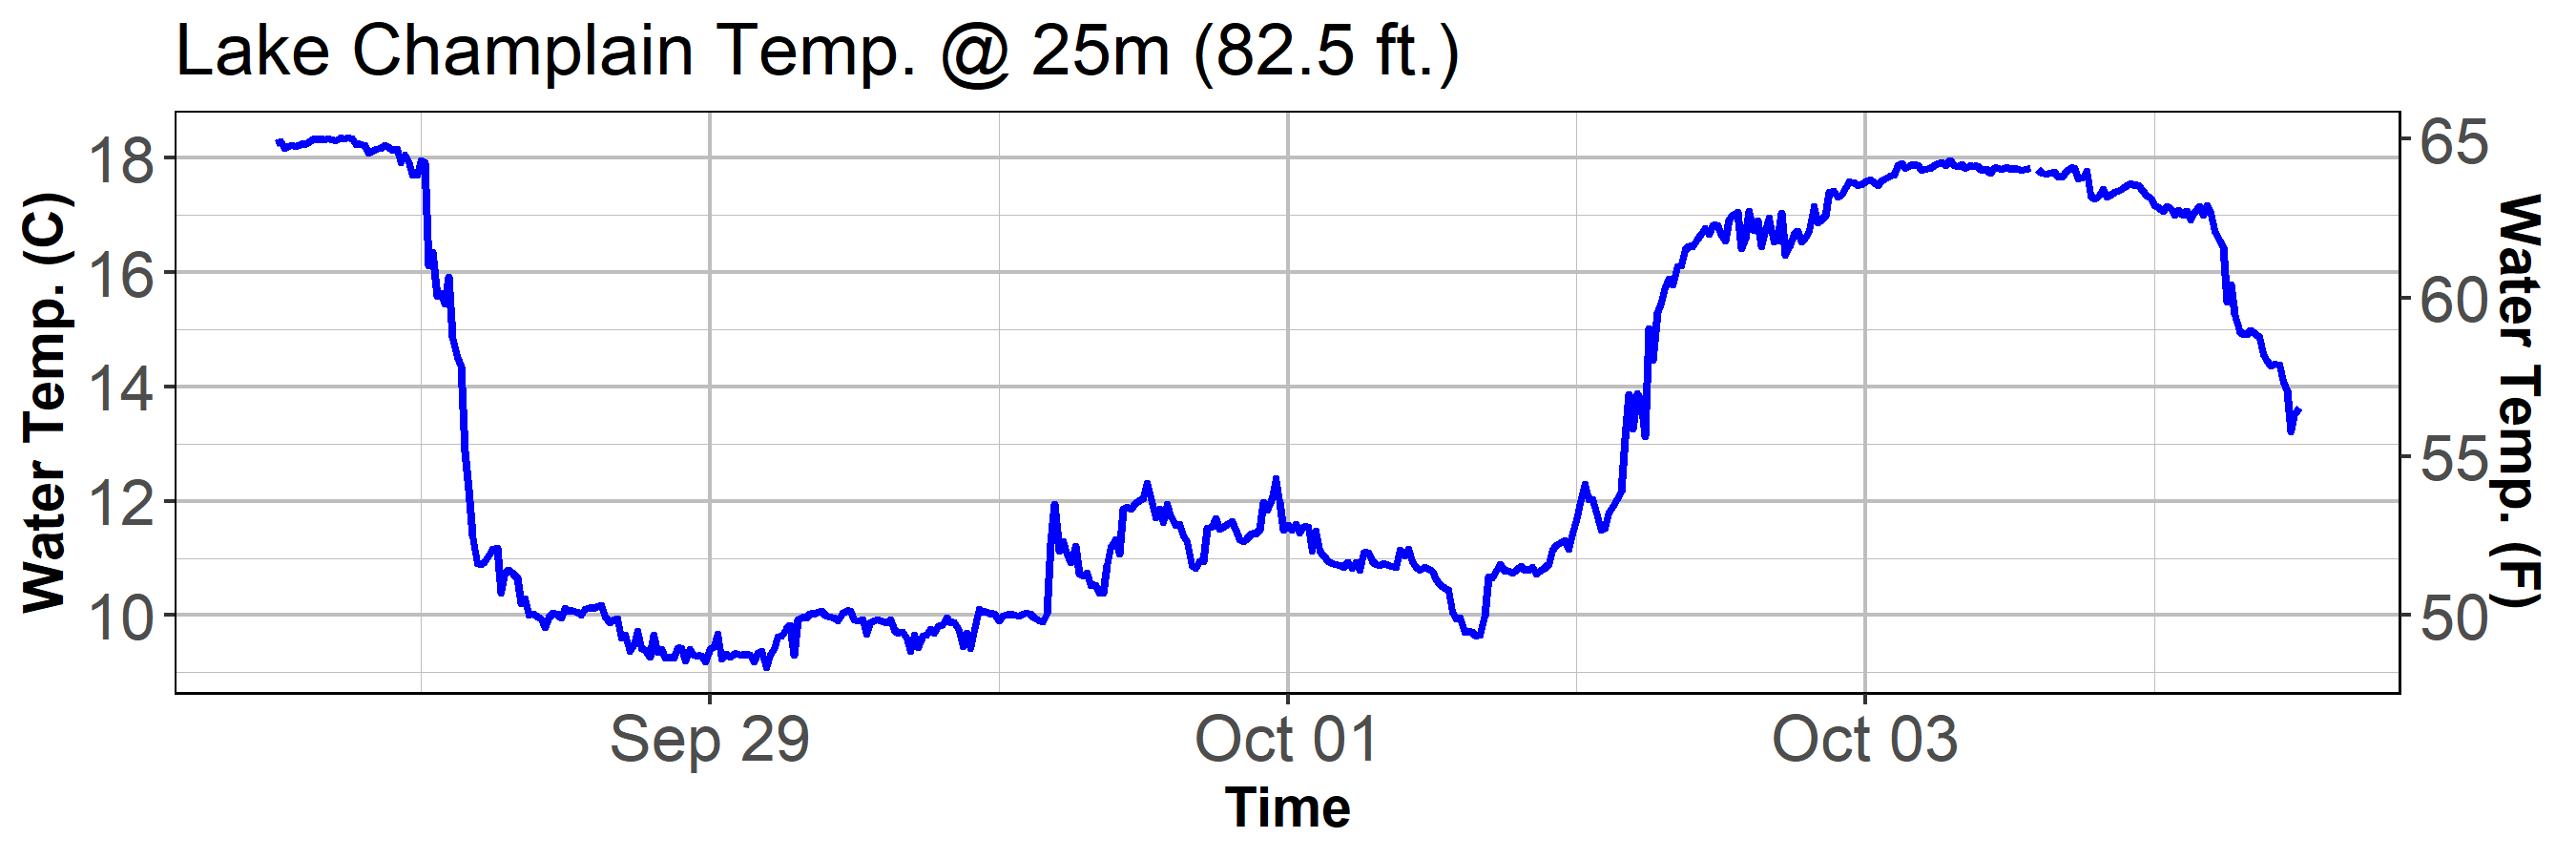 Lake Champlain Temp. @ 25m (82.5 ft.)
Water Temp. (C)
18
16
14
12
10
65
60
55
50
Water Temp. (F)
Sep 29
Oct 01
Oct 03
Time